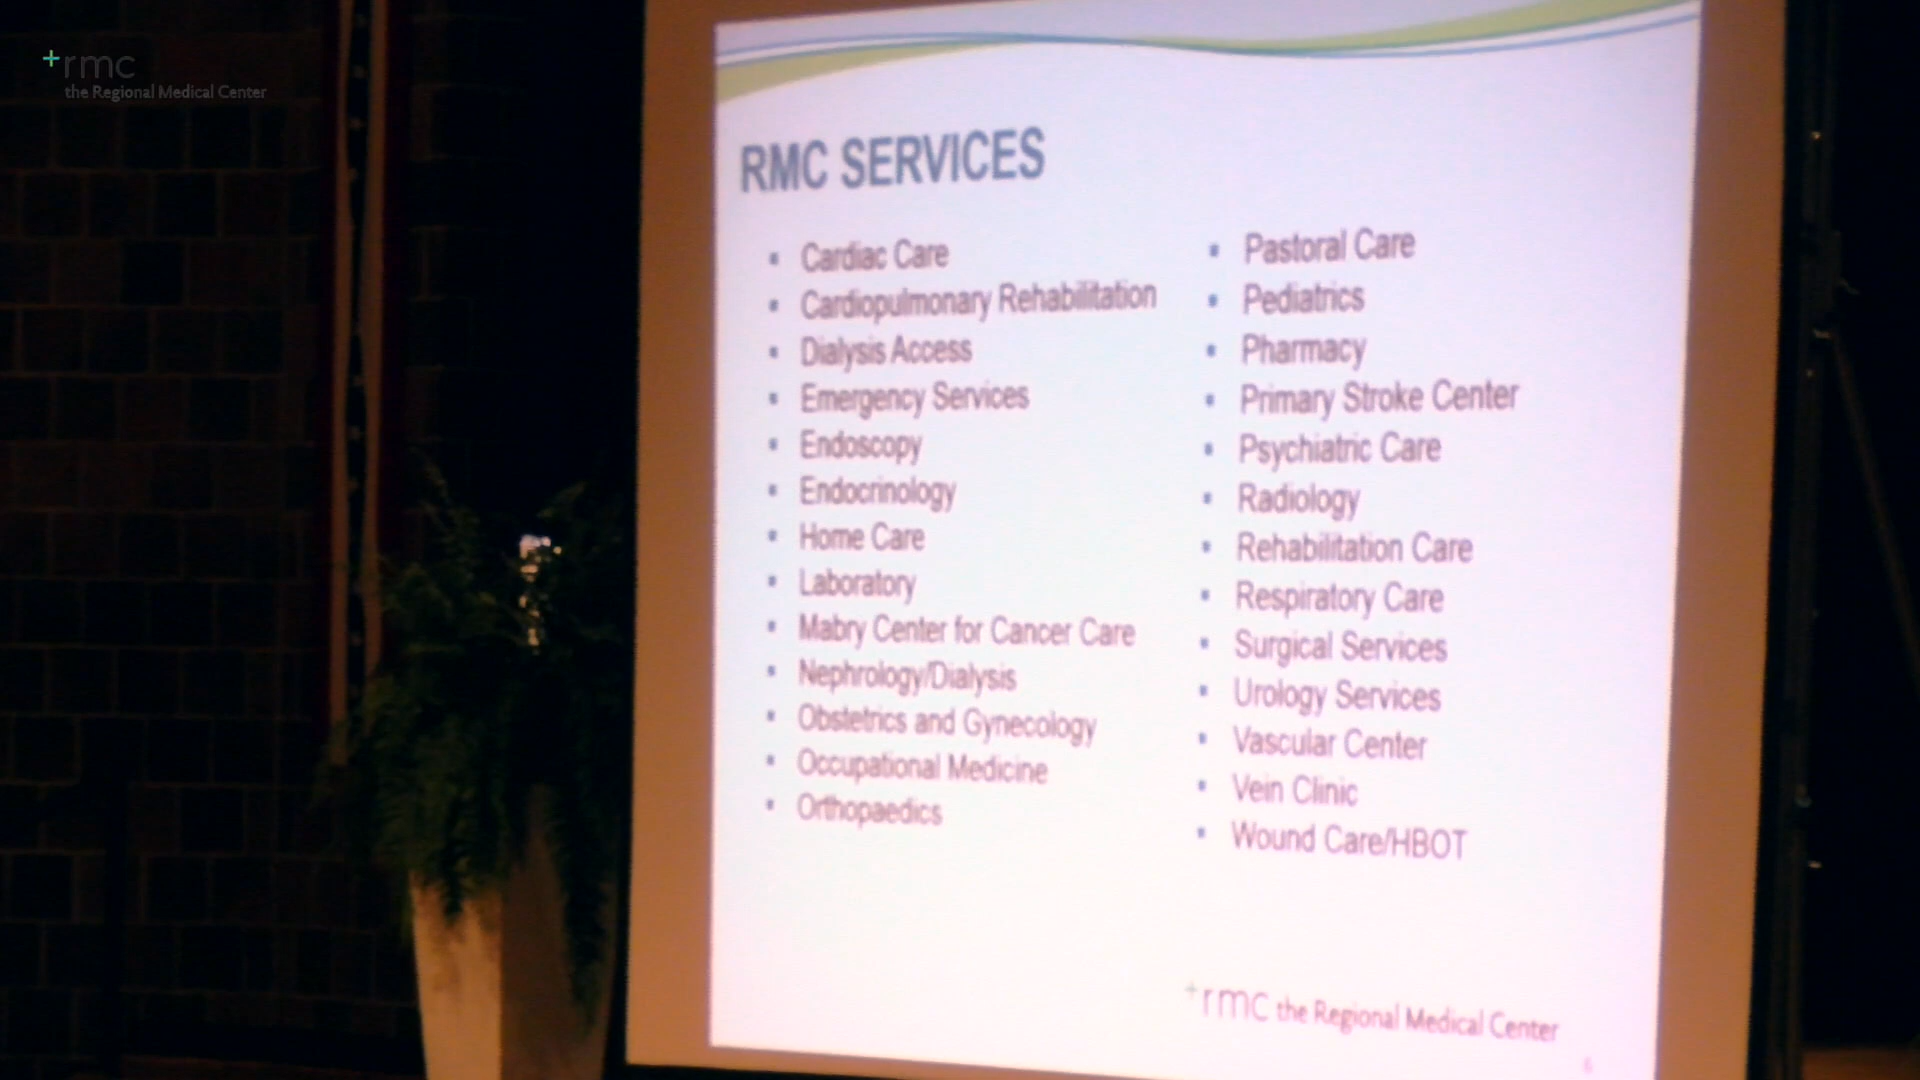 +rmc
the Regional Medical Center
RMC SERVICES
▪ Cardiac Care
▪ Cardiopulmonary Rehabilitation
▪ Dialysis Access
▪ Emergency Services
▪ Endoscopy
▪ Endocrinology
▪ Home Care
▪ Laboratory
▪ Mabry Center for Cancer Care
▪ Nephrology/Dialysis
▪ Obstetrics and Gynecology
▪ Occupational Medicine
▪ Orthopaedics
▪ Pastoral Care
▪ Pediatrics
▪ Pharmacy
▪ Primary Stroke Center
▪ Psychiatric Care
▪ Radiology
▪ Rehabilitation Care
▪ Respiratory Care
▪ Surgical Services
▪ Urology Services
▪ Vascular Center
▪ Vein Clinic
▪ Wound Care/HBOT
+rmc the Regional Medical Center